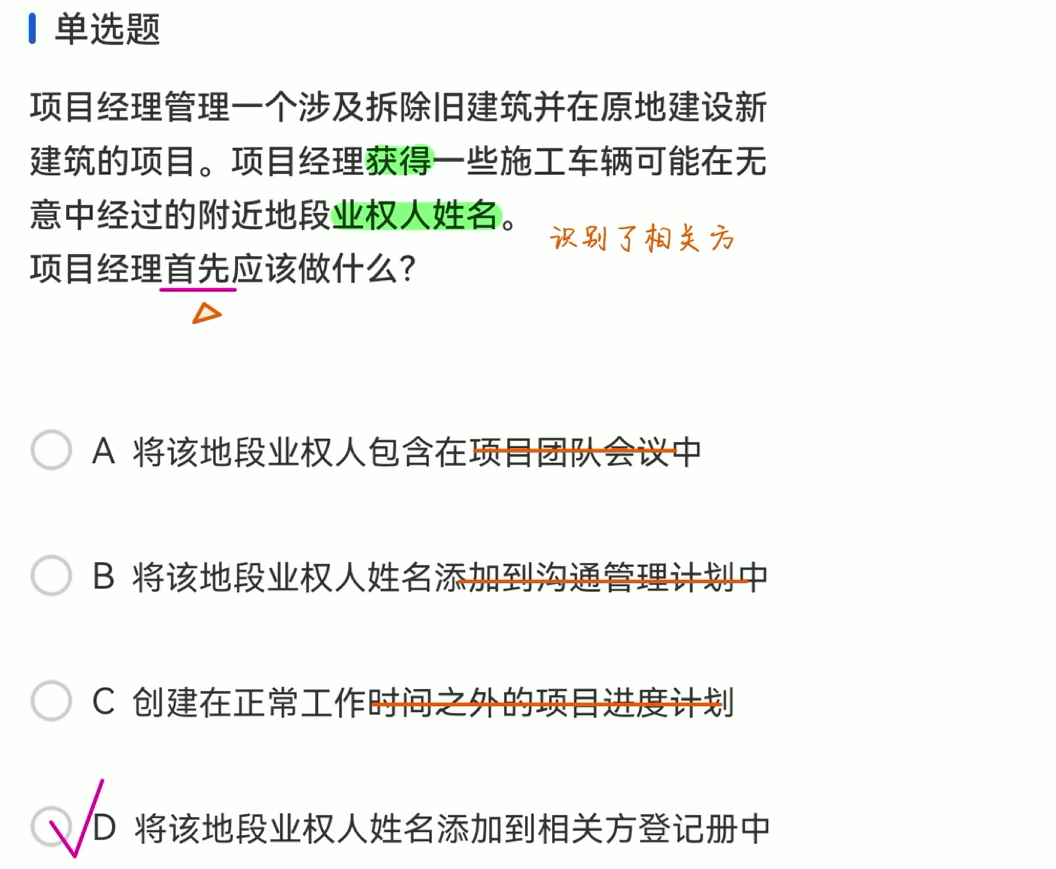 单选题
项目经理管理一个涉及拆除旧建筑并在原地建设新
建筑的项目。项目经理获得一些施工车辆可能在无
意中经过的附近地段业权人姓名。
识别了相关方
项目经理首先应该做什么？
A 将该地段业权人包含在项目团队会议中
B 将该地段业权人姓名添加到沟通管理计划中
C 创建在正常工作时间之外的项目进度计划
D 将该地段业权人姓名添加到相关方登记册中